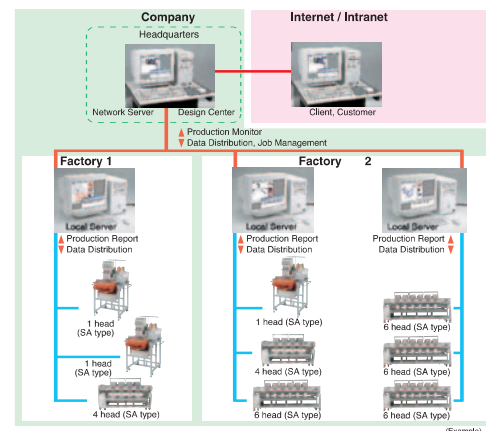 Company
Internet / Intranet
Headquarters
Network Server
Design Center
Client, Customer
Production Monitor
Data Distribution, Job Management
Factory 1
Factory 2
Local Server
Local Server
Local Server
Production Report
Data Distribution
Production Report
Data Distribution
Production Report
Data Distribution
1 head
(SA type)
1 head
(SA type)
4 head (SA type)
1 head (SA type)
4 head (SA type)
6 head (SA type)
6 head (SA type)
6 head (SA type)
6 head (SA type)
(Example)